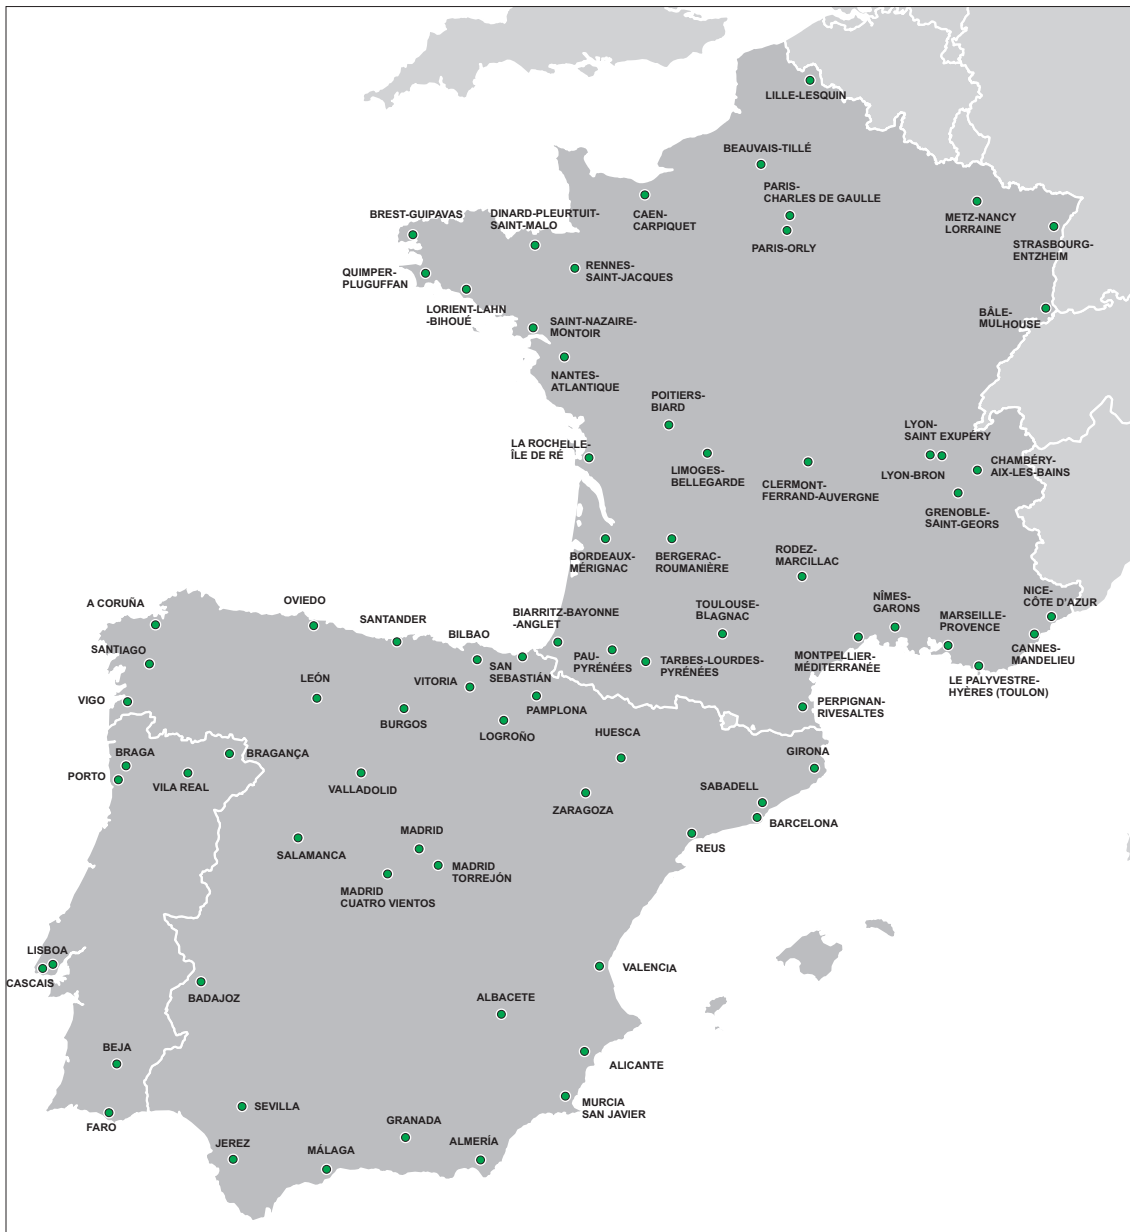 LILLE-LESQUIN
BEAUVAIS-TILLÉ
PARIS-
CHARLES DE GAULLE
PARIS-ORLY
CAEN-
CARPIQUET
METZ-NANCY
LORRAINE
STRASBOURG-
ENTZHEIM
BREST-GUIPAVAS
DINARD-PLEURTUIT-
SAINT-MALO
QUIMPER-
PLUGUFFAN
RENNES-
SAINT-JACQUES
LORIENT-LAHN
-BIHOUÉ
SAINT-NAZAIRE-
MONTOIR
BÂLE-
MULHOUSE
NANTES-
ATLANTIQUE
POITIERS-
BIARD
LYON-
SAINT EXUPÉRY
LA ROCHELLE-
ÎLE DE RÉ
LIMOGES-
BELLEGARDE
CLERMONT-
FERRAND-AUVERGNE
LYON-BRON
CHAMBÉRY-
AIX-LES-BAINS
GRENOBLE-
SAINT-GEORS
BORDEAUX-
MÉRIGNAC
BERGERAC-
ROUMANIÈRE
RODEZ-
MARCILLAC
NÎMES-
GARONS
NICE-
CÔTE D'AZUR
MARSEILLE-
PROVENCE
CANNES-
MANDELIEU
LE PALYVESTRE-
HYÈRES (TOULON)
MONTPELLIER-
MÉDITERRANÉE
TOULOUSE-
BLAGNAC
BIARRITZ-BAYONNE
-ANGLET
PAU-
PYRÉNÉES
TARBES-LOURDES-
PYRÉNÉES
PERPIGNAN-
RIVESALTES
A CORUÑA
OVIEDO
SANTANDER
BILBAO
SAN
SEBASTIÁN
SANTIAGO
LEÓN
VITORIA
PAMPLONA
VIGO
BURGOS
LOGROÑO
HUESCA
GIRONA
BRAGA
BRAGANÇA
PORTO
VILA REAL
VALLADOLID
ZARAGOZA
SABADELL
BARCELONA
REUS
SALAMANCA
MADRID
MADRID
TORREJÓN
MADRID
CUATRO VIENTOS
LISBOA
CASCAIS
BADAJOZ
VALENCIA
ALBACETE
BEJA
ALICANTE
FARO
SEVILLA
MURCIA
SAN JAVIER
JEREZ
MÁLAGA
GRANADA
ALMERÍA